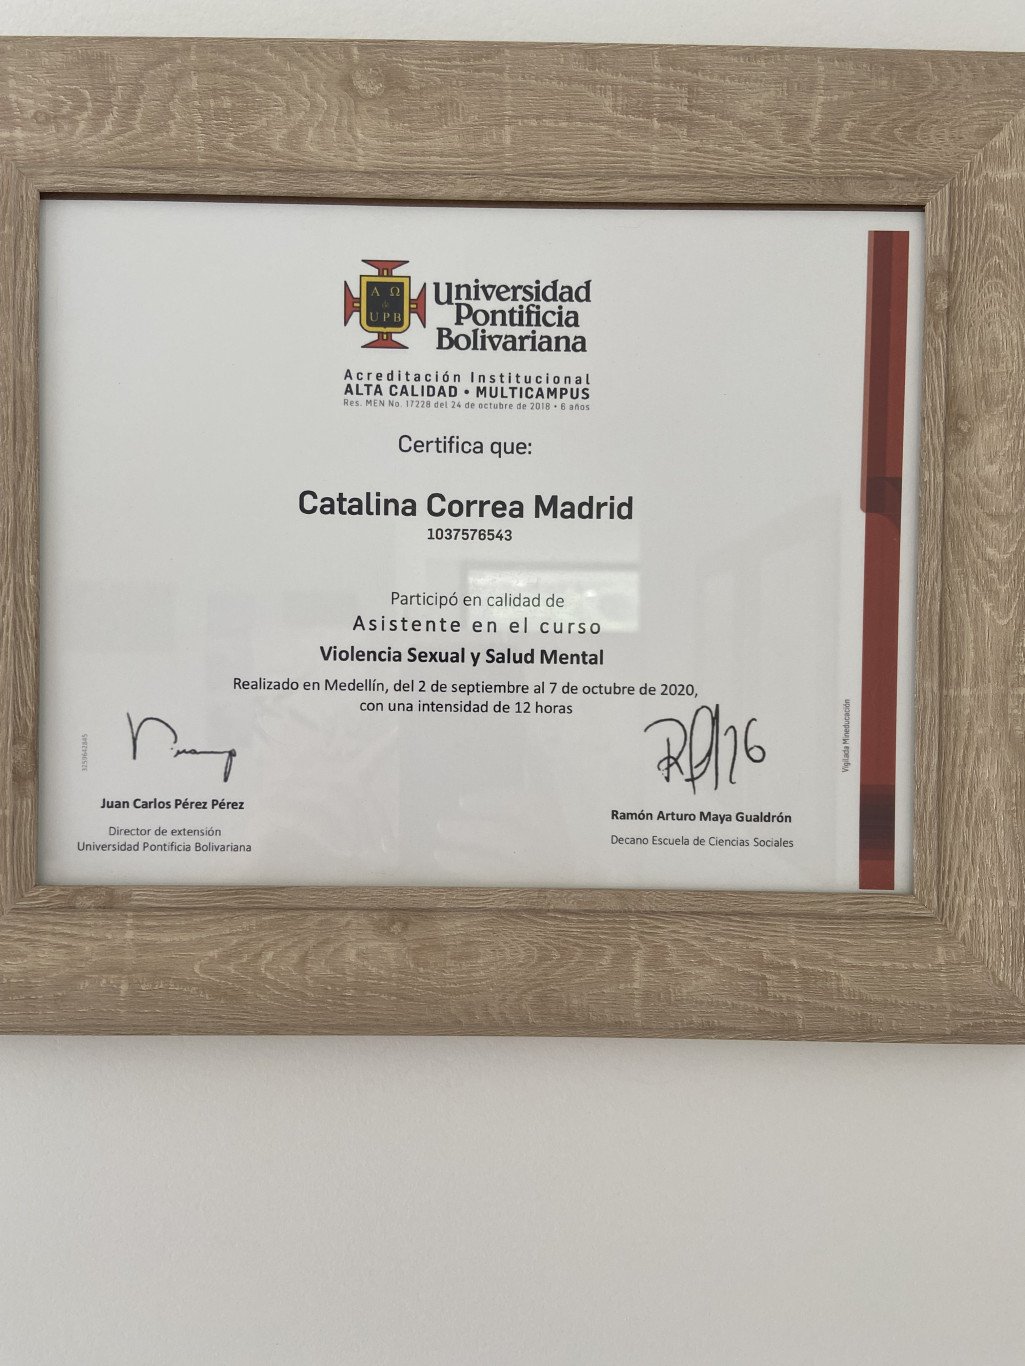 A Ω
de
UPB
Universidad
Pontificia
Bolivariana
Acreditación Institucional
ALTA CALIDAD • MULTICAMPUS
Res. MEN No. 17228 del 24 de octubre de 2018 • 6 años
Certifica que:
Catalina Correa Madrid
1037576543
Participó en calidad de
Asistente en el curso
Violencia Sexual y Salud Mental
Realizado en Medellín, del 2 de septiembre al 7 de octubre de 2020,
con una intensidad de 12 horas
Juan Carlos Pérez Pérez
Director de extensión
Universidad Pontificia Bolivariana
Ramón Arturo Maya Gualdrón
Decano Escuela de Ciencias Sociales
Vigilada Mineducación